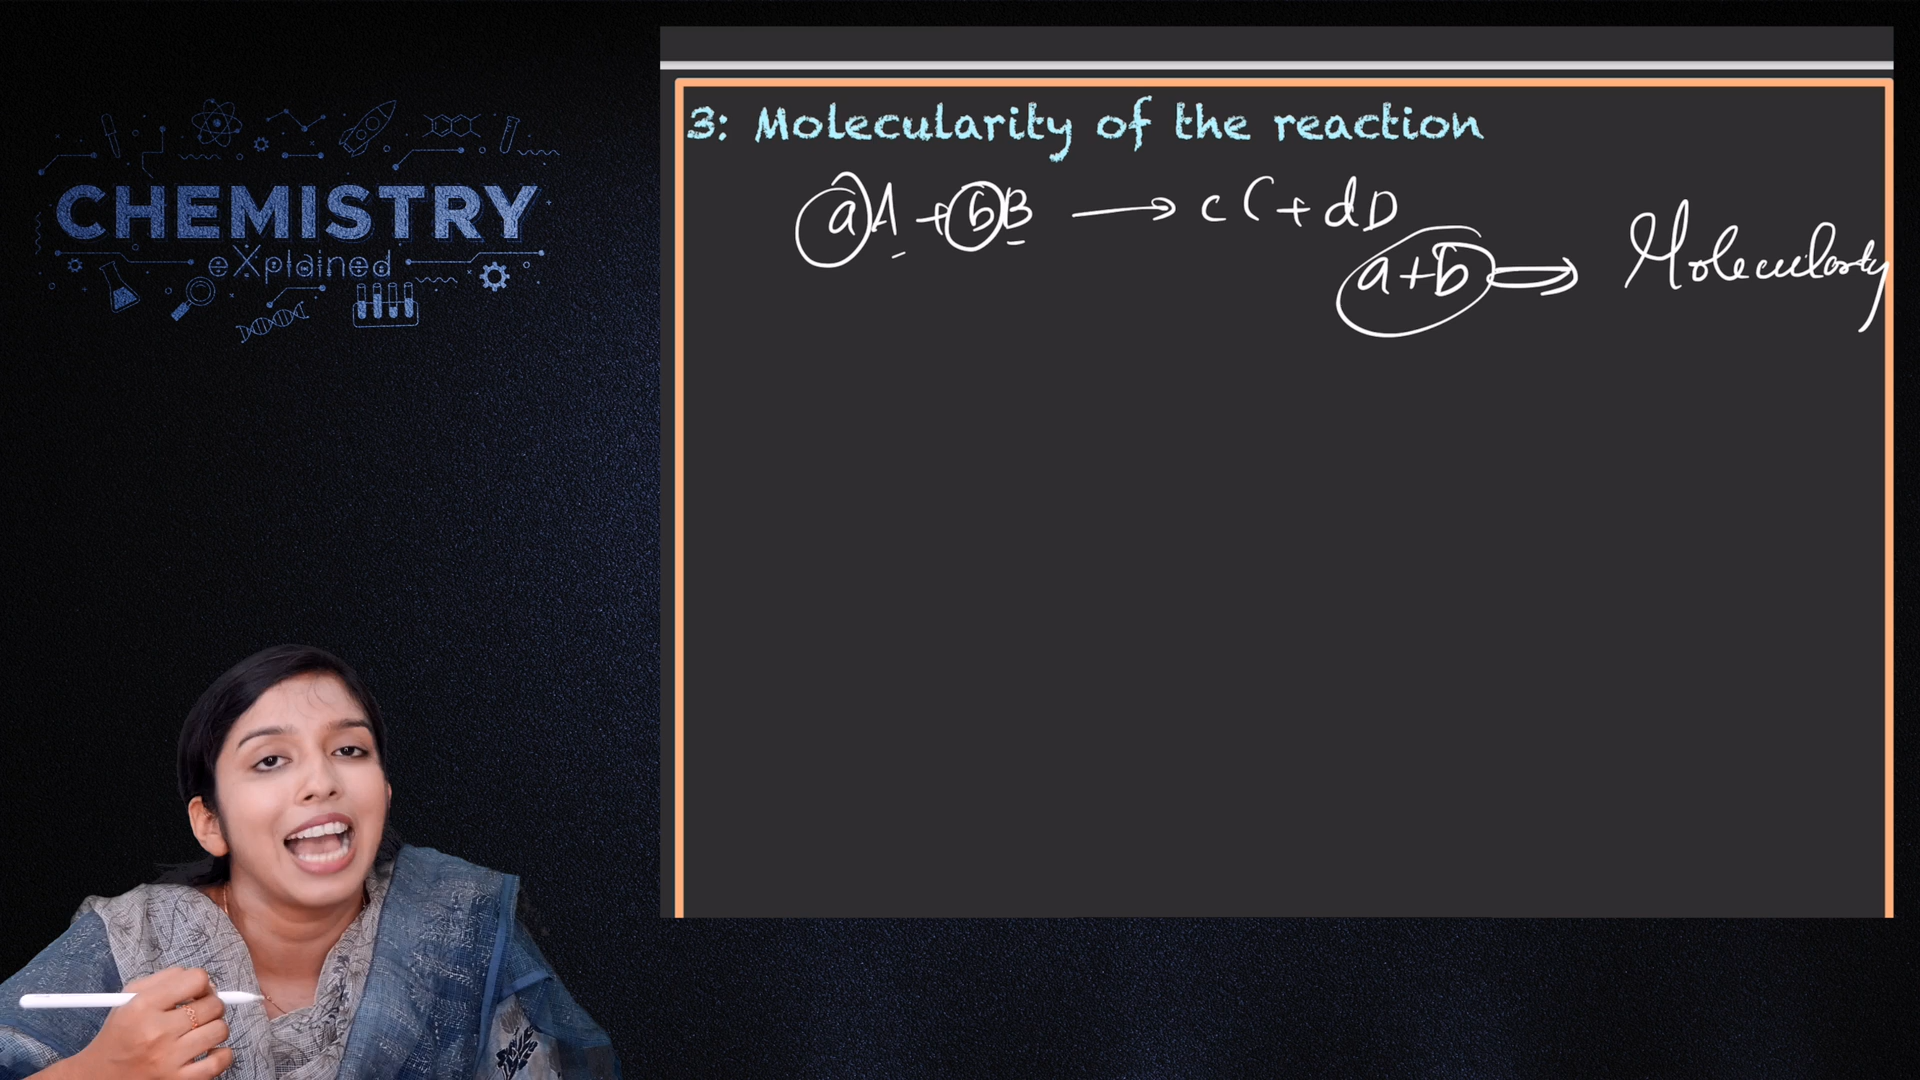 CHEMISTRY
eXplained
3: Molecularity of the reaction
aA + bB → cC + dD
a+b ⇒ Molecularity